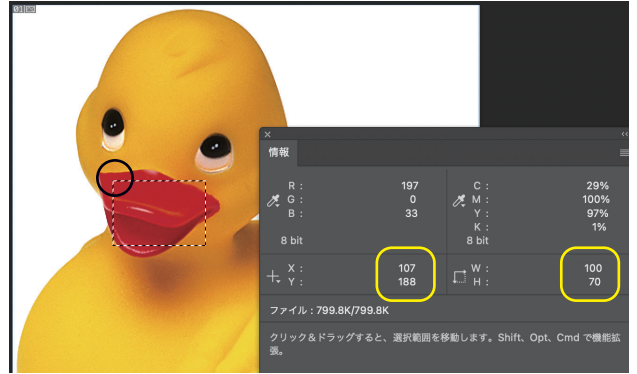 情報
R : 197
G : 0
B : 33
8 bit
C : 29%
M : 100%
Y : 97%
K : 1%
8 bit
X : 107
Y : 188
W : 100
H : 70
ファイル : 799.8K/799.8K
クリック＆ドラッグすると、選択範囲を移動します。Shift、Opt、Cmd で機能拡
張。